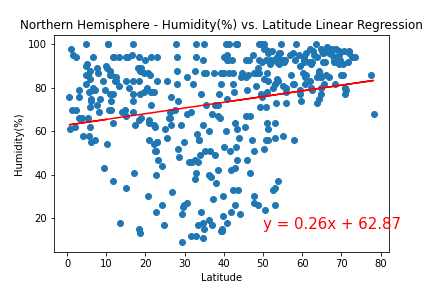 Northern Hemisphere - Humidity(%) vs. Latitude Linear Regression
100
80
60
40
20
Humidity(%)
y = 0.26x + 62.87
0 10 20 30 40 50 60 70 80
Latitude